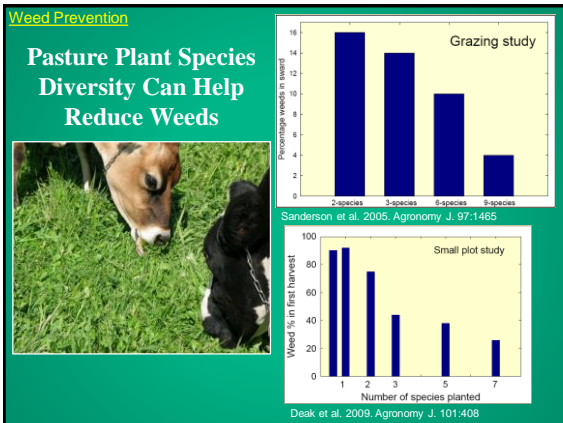 Weed Prevention
Pasture Plant Species
Diversity Can Help
Reduce Weeds
Grazing study
Percentage weeds in sward
16
14
12
10
8
6
4
2
0
2-species 3-species 6-species 9-species
Sanderson et al. 2005. Agronomy J. 97:1465
Small plot study
Weed % in first harvest
100
80
60
40
20
0
1 2 3 5 7
Number of species planted
Deak et al. 2009. Agronomy J. 101:408